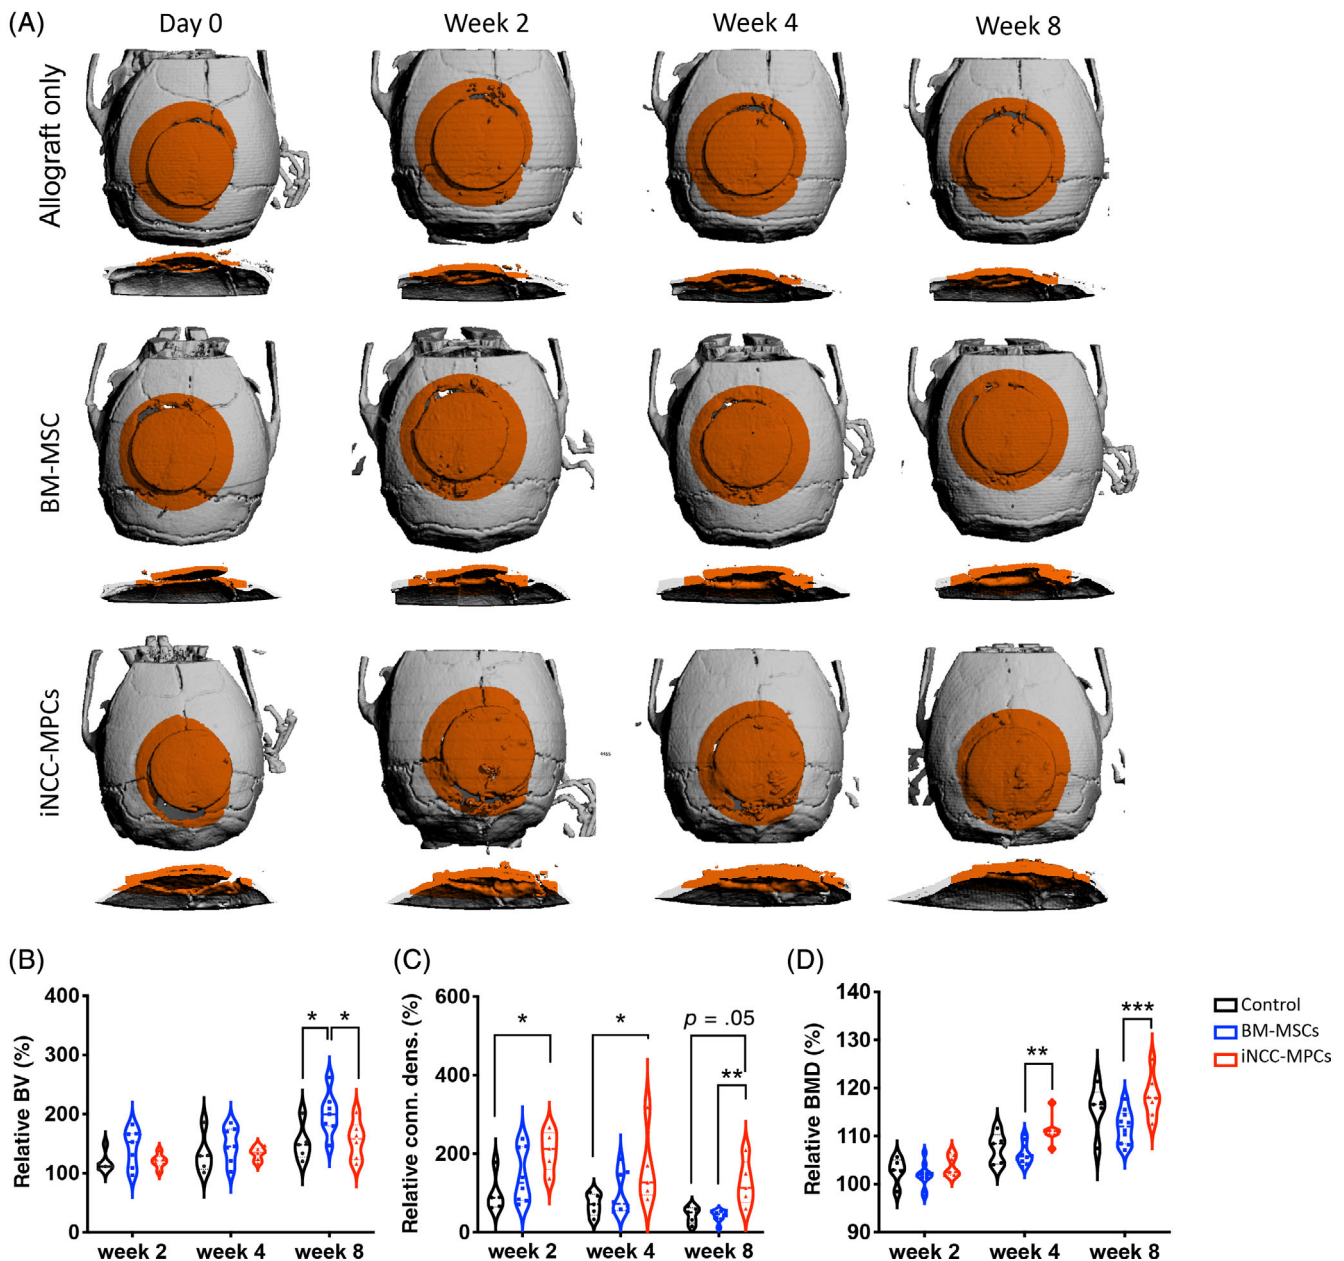 (A)
Day 0
Week 2
Week 4
Week 8
Allograft only
BM-MSC
iNCC-MPCs
(B)
Relative BV (%)
400
300
200
100
0
* *
week 2 week 4 week 8
(C)
Relative conn. dens. (%)
600
400
200
0
*
*
p = .05
**
week 2 week 4 week 8
(D)
Relative BMD (%)
140
130
120
110
100
90
**
***
week 2 week 4 week 8
Control
BM-MSCs
iNCC-MPCs